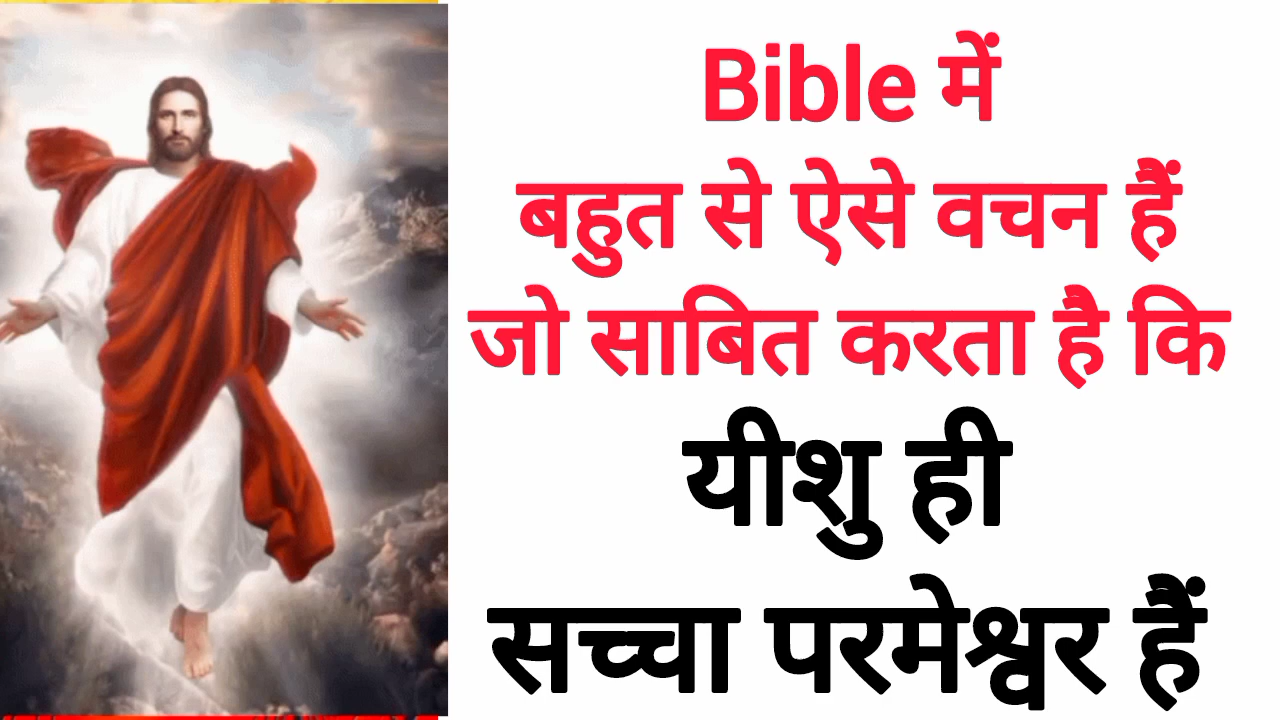 Bible में
बहुत से ऐसे वचन हैं
जो साबित करता है कि
यीशु ही
सच्चा परमेश्वर हैं